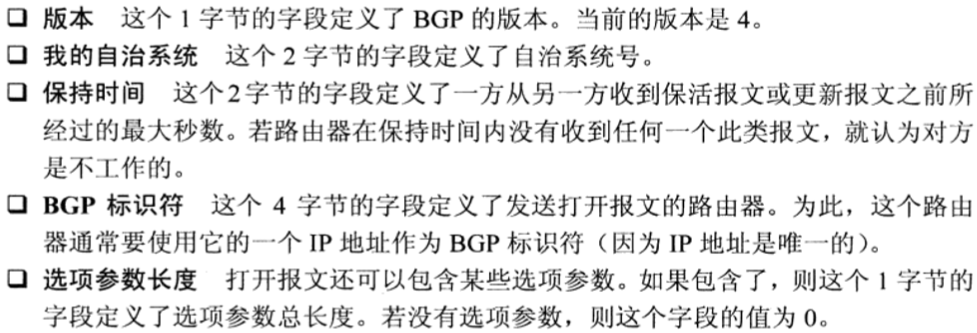 ❑ 版本 这个 1 字节的字段定义了 BGP 的版本。当前的版本是 4。
❑ 我的自治系统 这个 2 字节的字段定义了自治系统号。
❑ 保持时间 这个2字节的字段定义了一方从另一方收到保活报文或更新报文之前所
经过的最大秒数。若路由器在保持时间内没有收到任何一个此类报文，就认为对方
是不工作的。
❑ BGP 标识符 这个 4 字节的字段定义了发送打开报文的路由器。为此，这个路由
器通常要使用它的一个 IP 地址作为 BGP 标识符（因为 IP 地址是唯一的）。
❑ 选项参数长度 打开报文还可以包含某些选项参数。如果包含了，则这个 1 字节的
字段定义了选项参数总长度。若没有选项参数，则这个字段的值为 0。